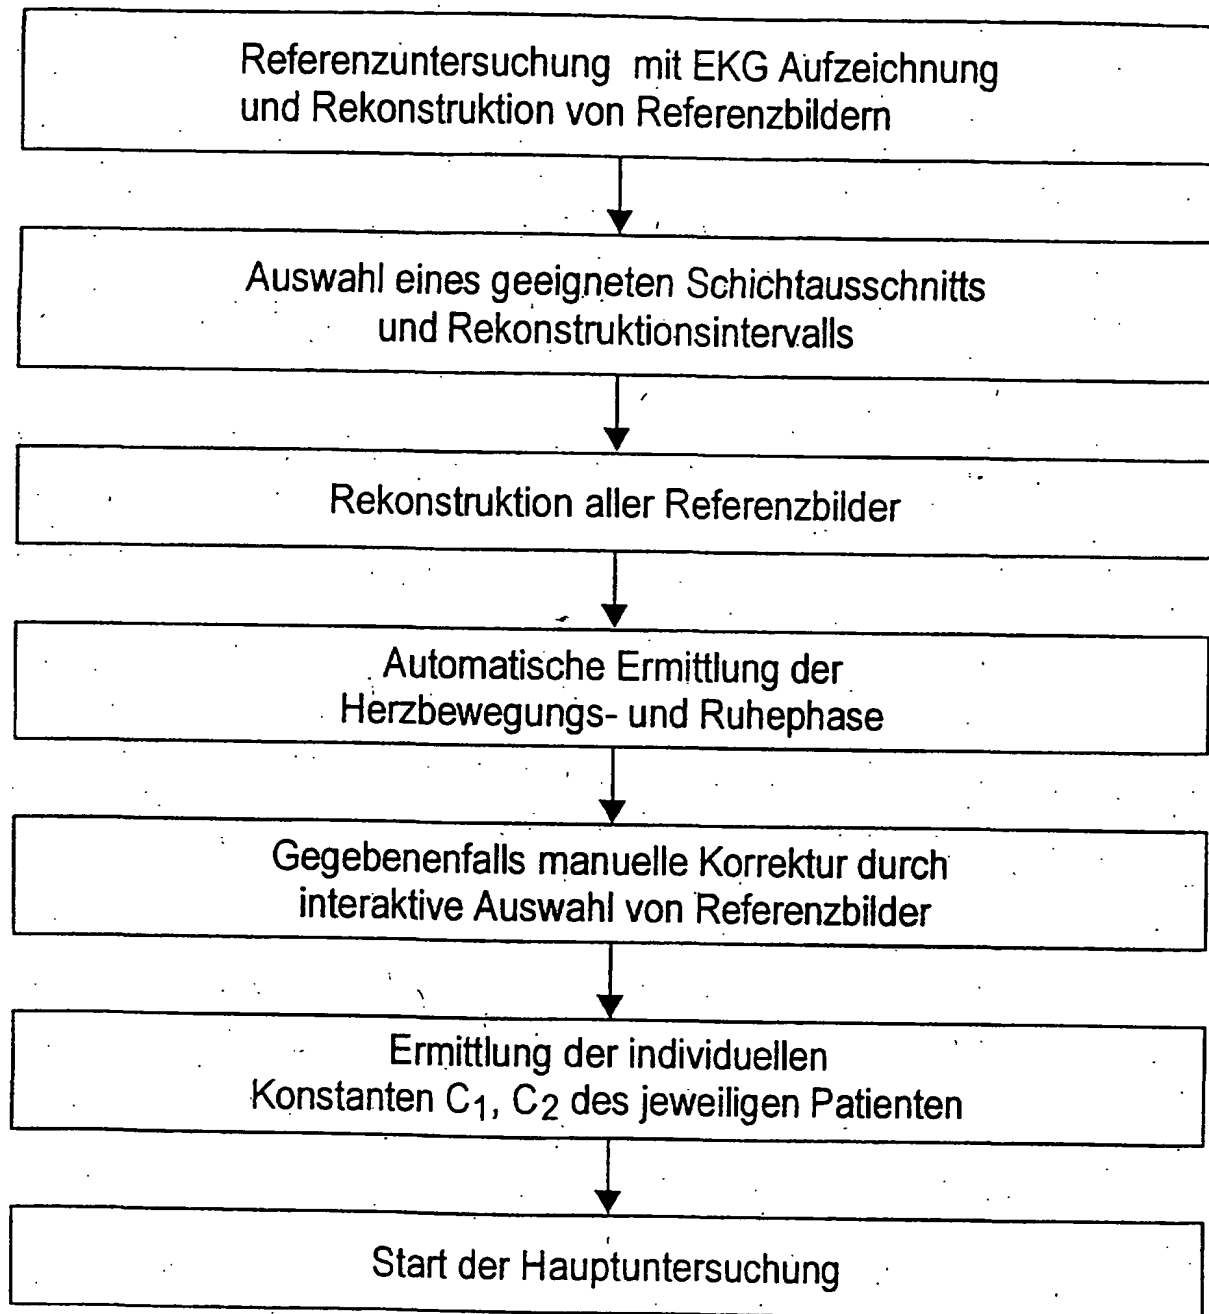 Referenzuntersuchung mit EKG Aufzeichnung
und Rekonstruktion von Referenzbildern
Auswahl eines geeigneten Schichtausschnitts
und Rekonstruktionsintervalls
Rekonstruktion aller Referenzbilder
Automatische Ermittlung der
Herzbewegungs- und Ruhephase
Gegebenenfalls manuelle Korrektur durch
interaktive Auswahl von Referenzbilder
Ermittlung der individuellen
Konstanten C₁, C₂ des jeweiligen Patienten
Start der Hauptuntersuchung